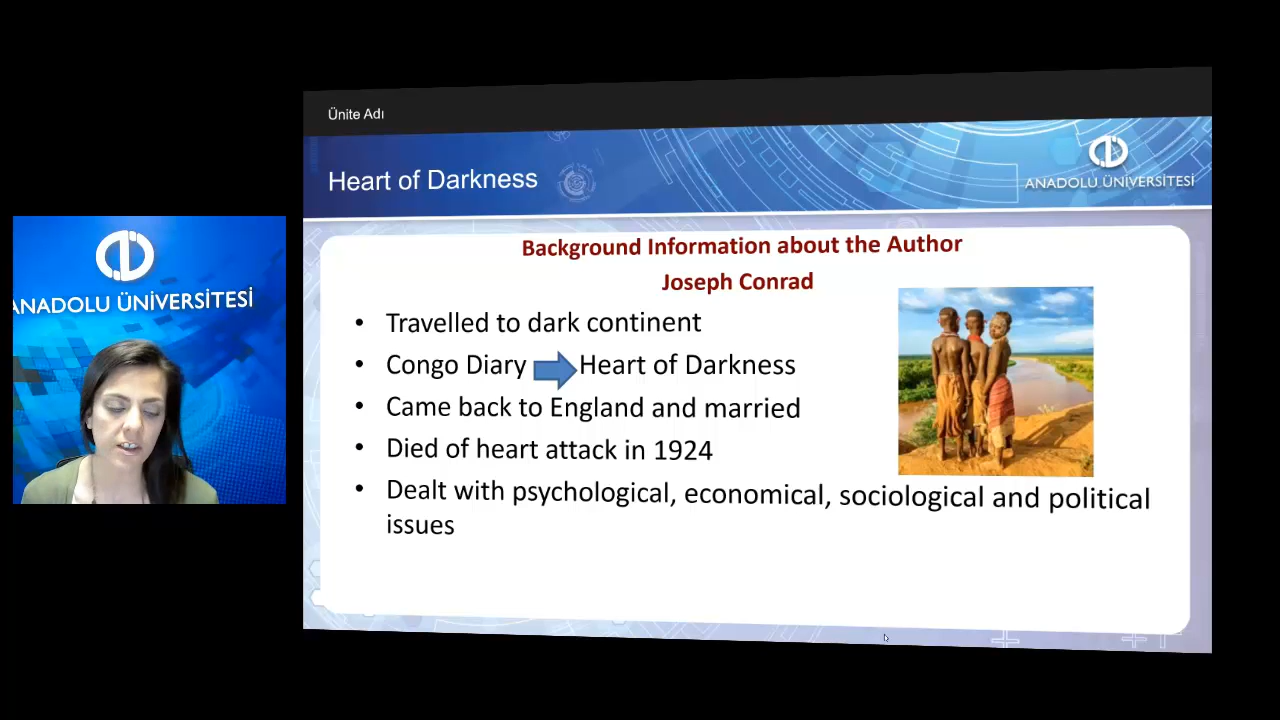 Ünite Adı
Heart of Darkness
ANADOLU ÜNİVERSİTESİ
ANADOLU ÜNİVERSİTESİ
Background Information about the Author
Joseph Conrad
• Travelled to dark continent
• Congo Diary Heart of Darkness
• Came back to England and married
• Died of heart attack in 1924
• Dealt with psychological, economical, sociological and political
issues